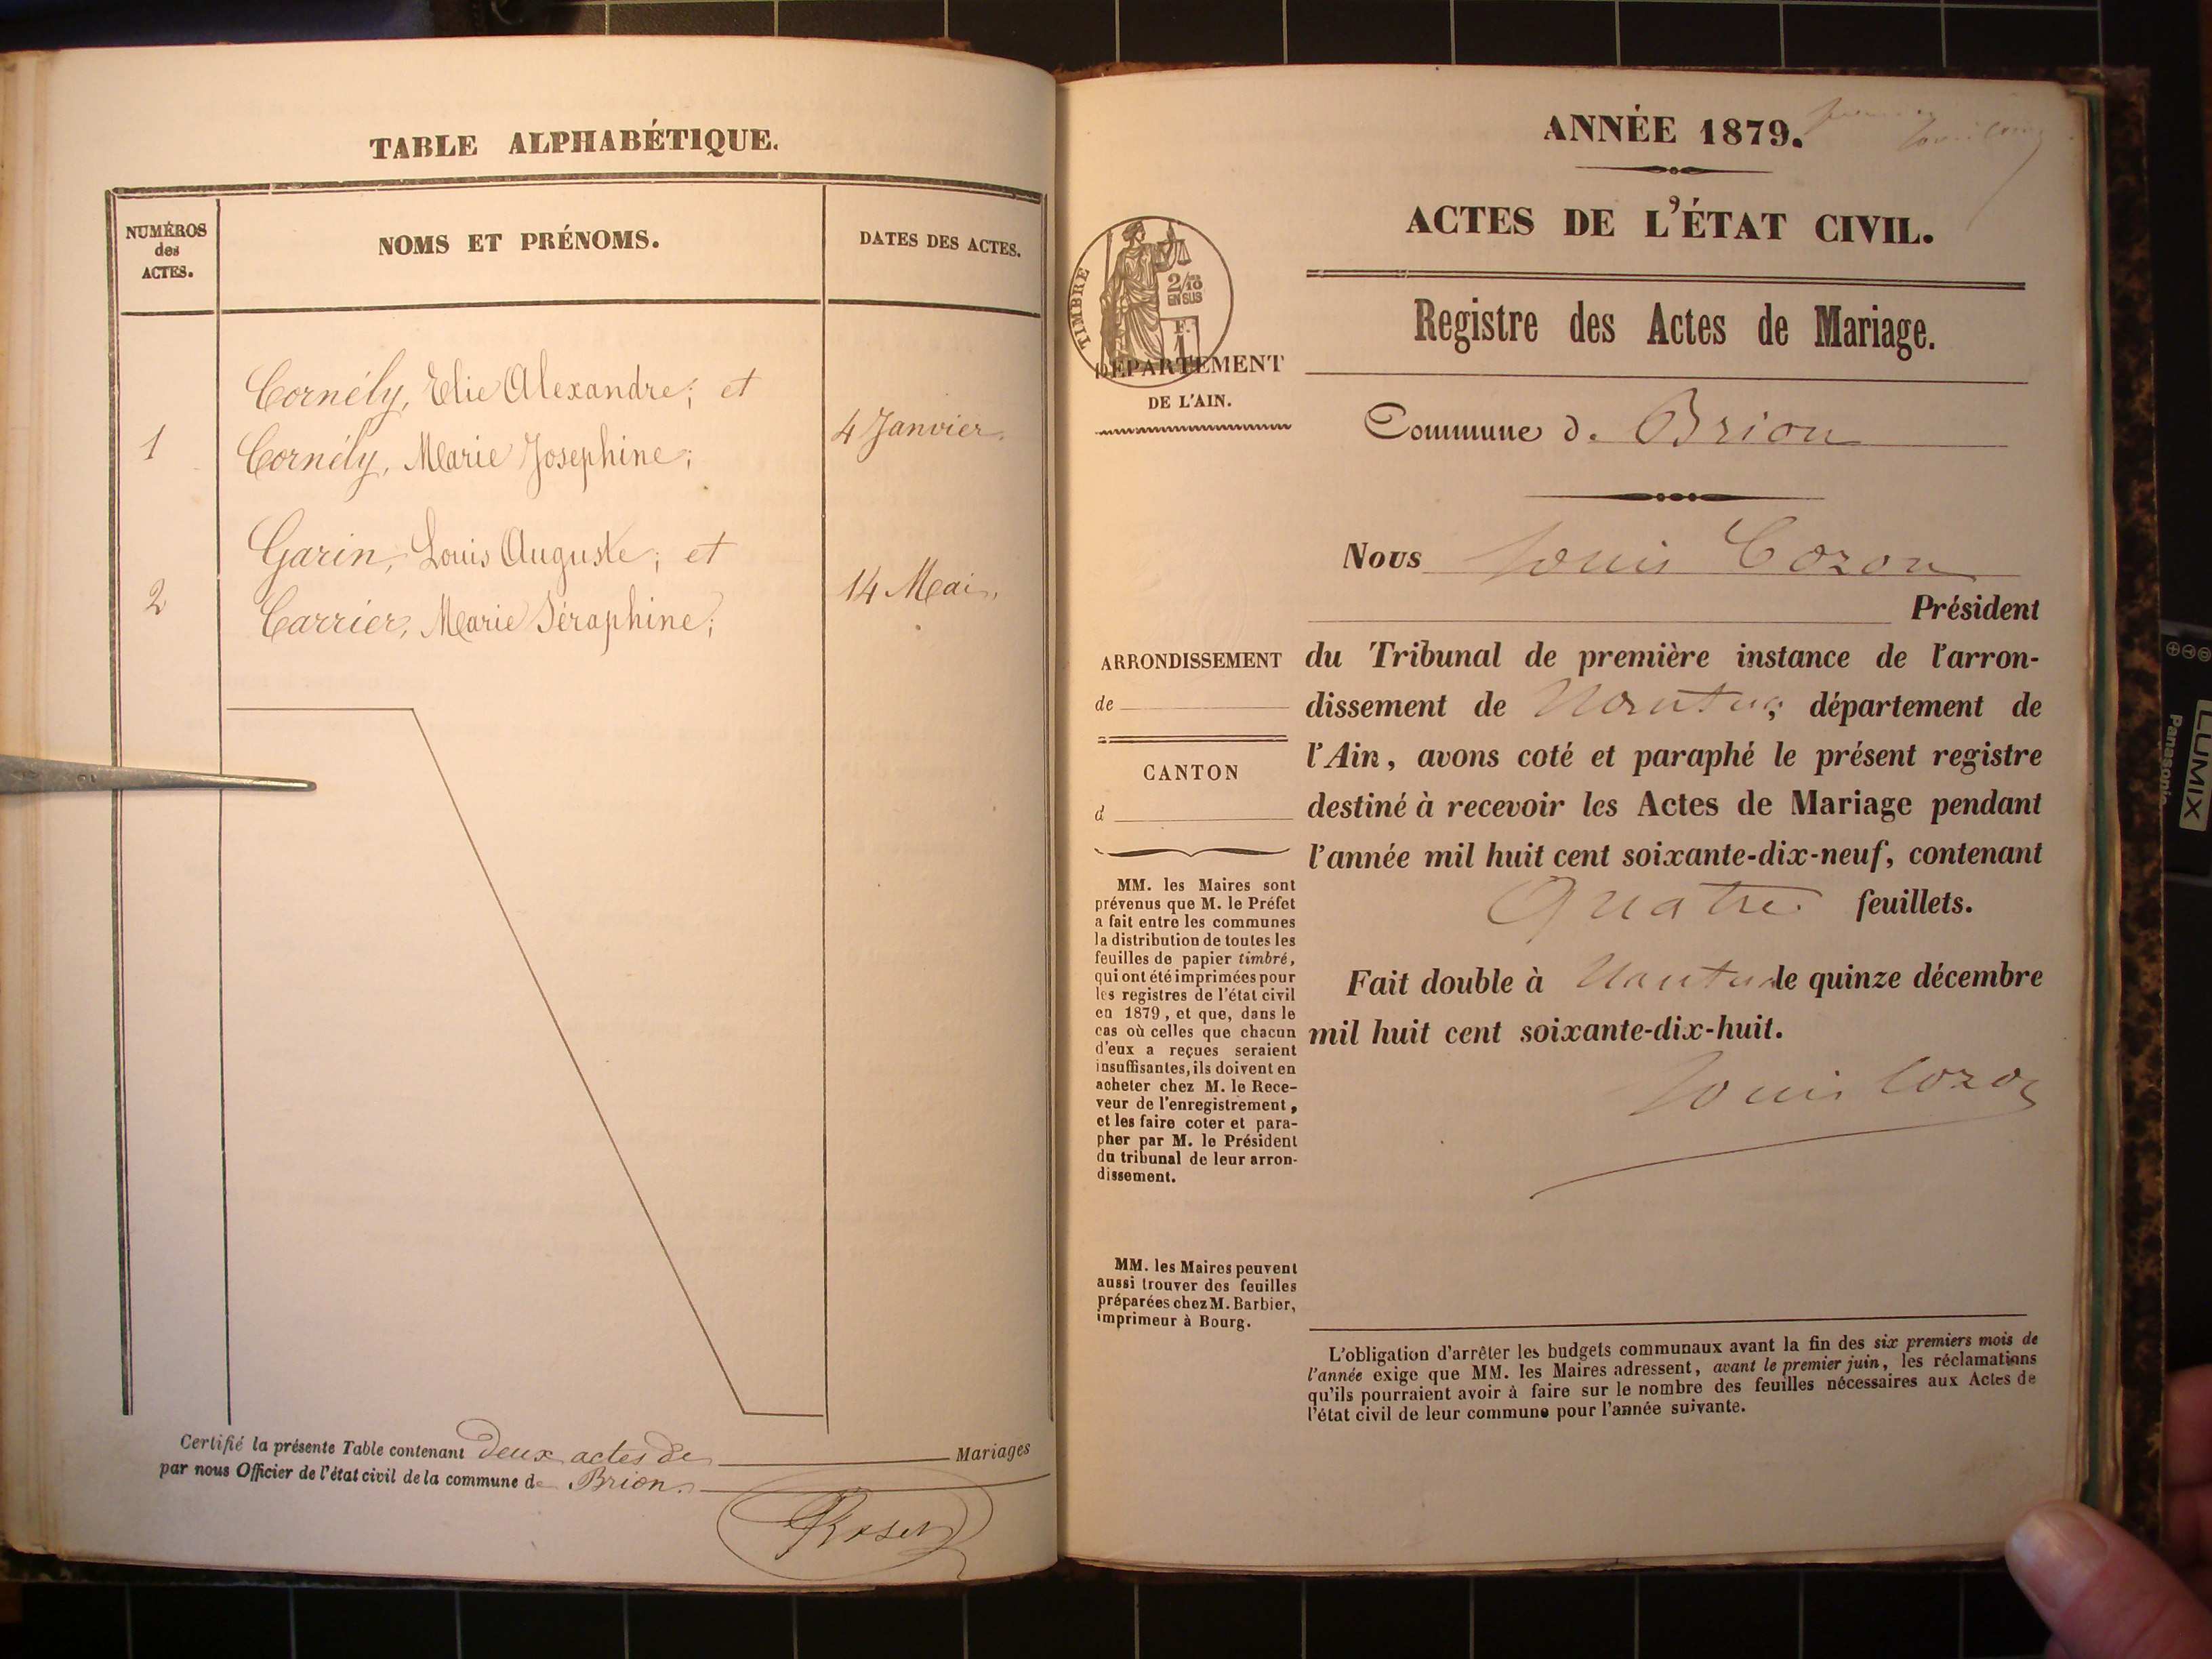 TABLE ALPHABÉTIQUE.
NUMÉROS
des
ACTES.
NOMS ET PRÉNOMS.
DATES DES ACTES.
Cornély, Elie Alexandre; et
1
4 Janvier.
Cornély, Marie Josephine;
Garin, Louis Auguste; et
2
14 Mai.
Carrier, Marie Séraphine;
Certifié la présente Table contenant deux actes de Mariages
par nous Officier de l'état civil de la commune de Brion.
ANNÉE 1879.
ACTES DE L'ÉTAT CIVIL.
Registre des Actes de Mariage.
TIMBRE
2/10
EN SUS
F.
1
DÉPARTEMENT
DE L'AIN.
Commune d. Brion
Nous Louis Cozon
Président
du Tribunal de première instance de l'arron-
dissement de Nantua, département de
l'Ain, avons coté et paraphé le présent registre
destiné à recevoir les Actes de Mariage pendant
l'année mil huit cent soixante-dix-neuf, contenant
Quatre feuillets.
Fait double à Nantua le quinze décembre
mil huit cent soixante-dix-huit.
Louis Cozon
ARRONDISSEMENT
de
CANTON
d
MM. les Maires sont
prévenus que M. le Préfet
a fait entre les communes
la distribution de toutes les
feuilles de papier timbré,
qui ont été imprimées pour
les registres de l'état civil
en 1879, et que, dans le
cas où celles que chacun
d'eux a reçues seraient
insuffisantes, ils doivent en
acheter chez M. le Rece-
veur de l'enregistrement,
et les faire coter et para-
pher par M. le Président
du tribunal de leur arron-
dissement.
MM. les Maires peuvent
aussi trouver des feuilles
préparées chez M. Barbier,
imprimeur à Bourg.
L'obligation d'arrêter les budgets communaux avant la fin des six premiers mois de
l'année exige que MM. les Maires adressent, avant le premier juin, les réclamations
qu'ils pourraient avoir à faire sur le nombre des feuilles nécessaires aux Actes de
l'état civil de leur commune pour l'année suivante.
LUMIX
Panasonic